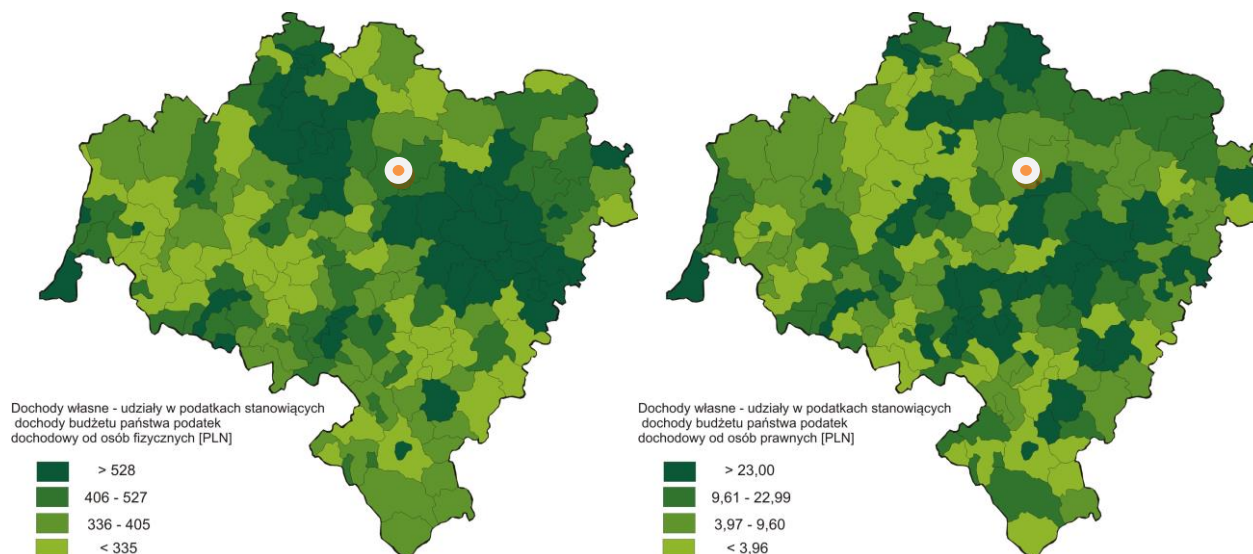 Dochody własne - udziały w podatkach stanowiących
dochody budżetu państwa podatek
dochodowy od osób fizycznych [PLN]
> 528
406 - 527
336 - 405
< 335
Dochody własne - udziały w podatkach stanowiących
dochody budżetu państwa podatek
dochodowy od osób prawnych [PLN]
> 23,00
9,61 - 22,99
3,97 - 9,60
< 3,96